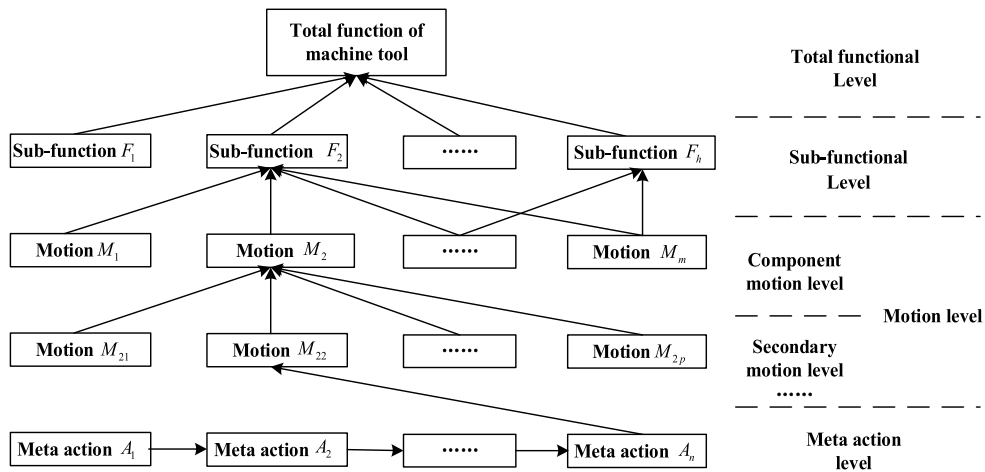 Total function of
machine tool
Total functional
Level
Sub-function F₁
Sub-function F₂
······
Sub-function Fₕ
Sub-functional
Level
Motion M₁
Motion M₂
······
Motion Mₘ
Component
motion level
Motion level
Motion M₂₁
Motion M₂₂
······
Motion M₂ₚ
Secondary
motion level
······
Meta action A₁
Meta action A₂
······
Meta action Aₙ
Meta action
level